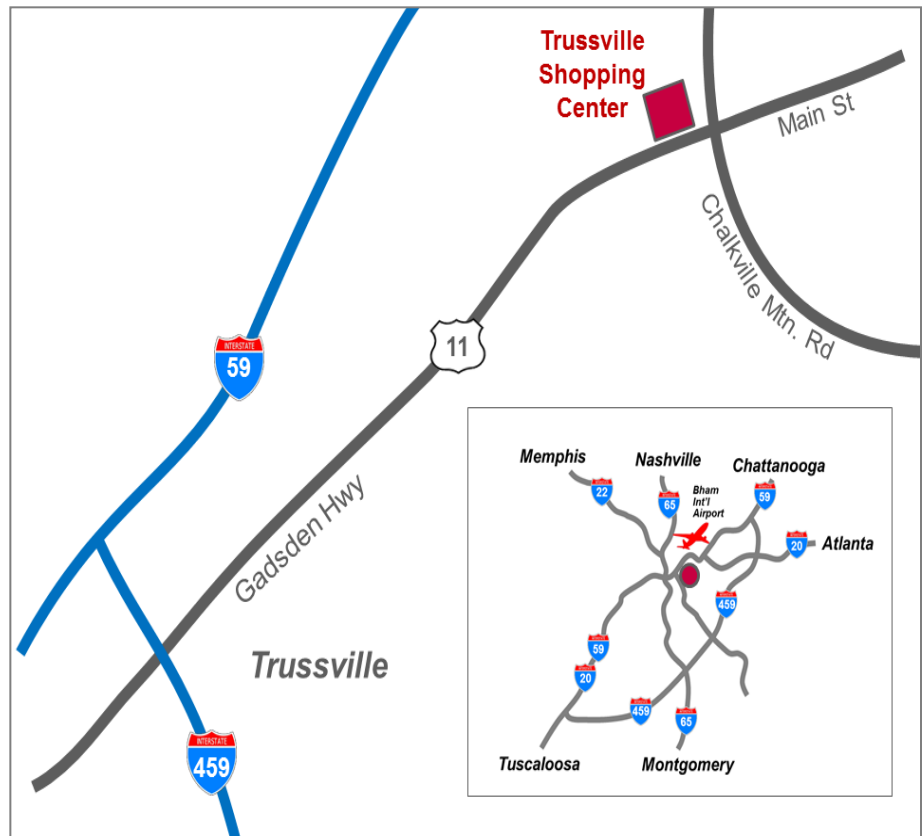 Trussville
Shopping
Center
Main St
Chalkville Mtn. Rd
INTERSTATE
59
11
Gadsden Hwy
Trussville
INTERSTATE
459
Memphis
Nashville
Chattanooga
Bham
Int'l
Airport
22
65
59
20
Atlanta
459
59
20
459
65
Tuscaloosa
Montgomery